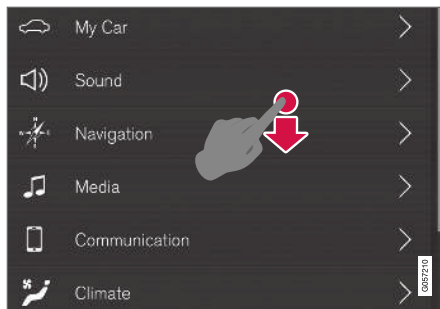 My Car
Sound
Navigation
Media
Communication
Climate
G057210